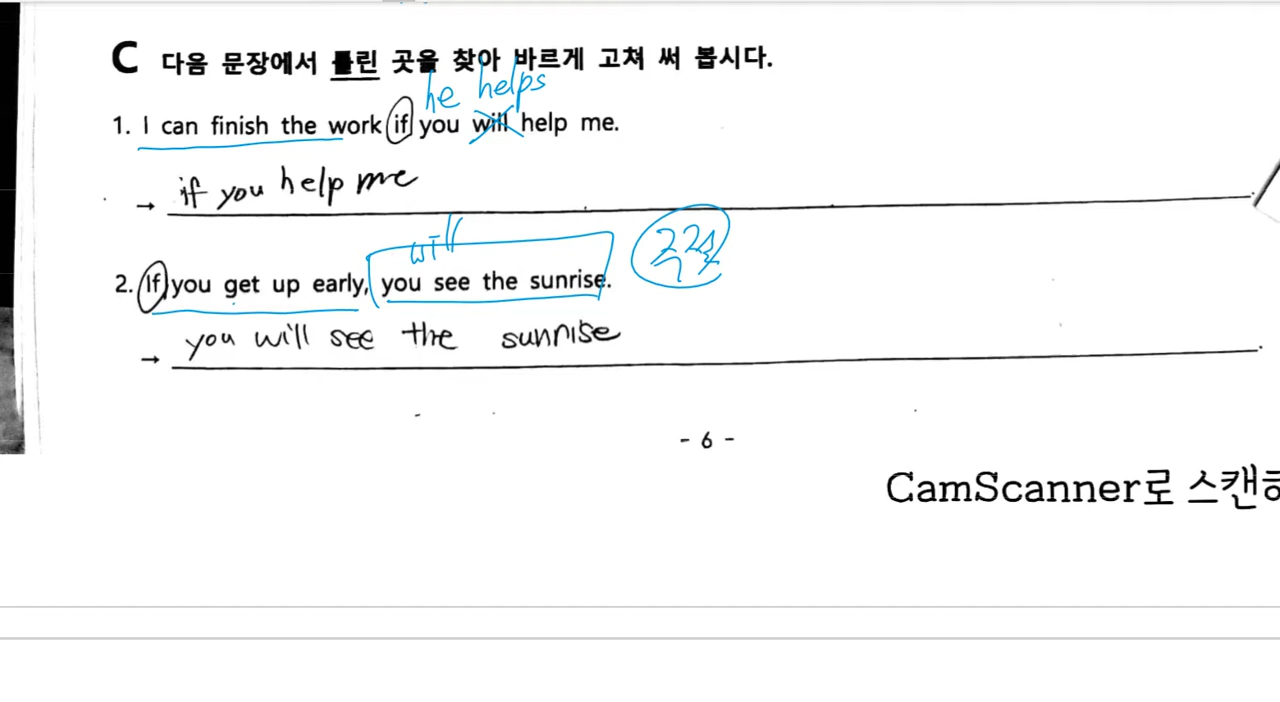 C 다음 문장에서 틀린 곳을 찾아 바르게 고쳐 써 봅시다.
he helps
1. I can finish the work if you will help me.
→ if you help me
will
2. If you get up early, you see the sunrise.
→ you will see the sunrise
- 6 -
CamScanner로 스캔하